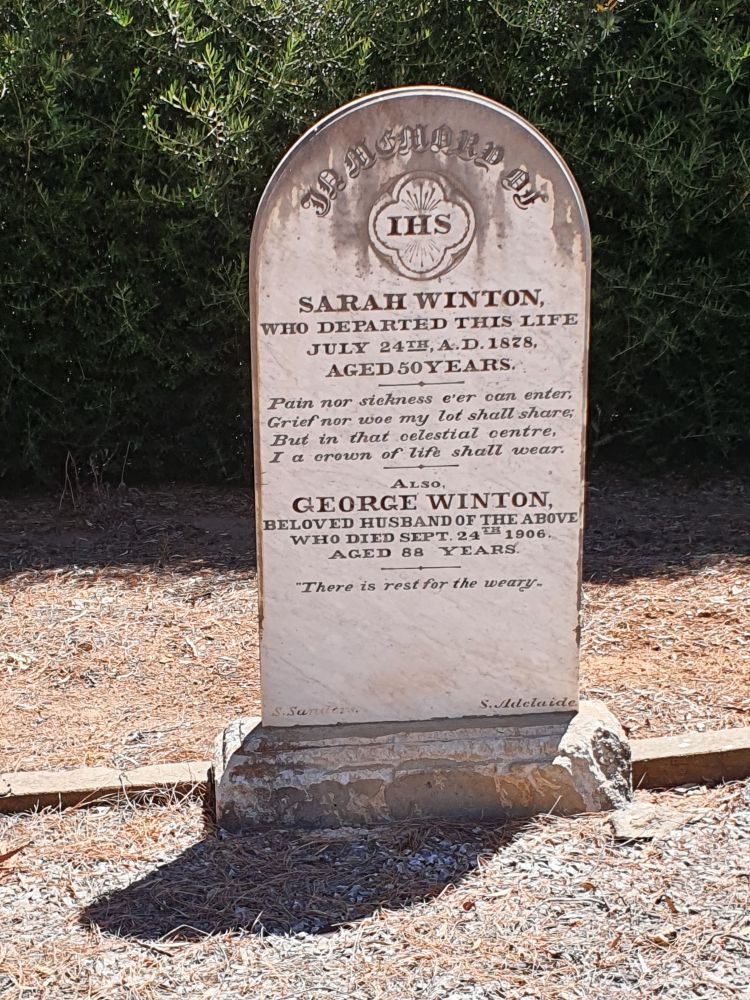 IN MEMORY OF
IHS
SARAH WINTON,
WHO DEPARTED THIS LIFE
JULY 24TH, A.D. 1878,
AGED 50 YEARS.
Pain nor sickness e'er can enter,
Grief nor woe my lot shall share;
But in that celestial centre,
I a crown of life shall wear.
ALSO,
GEORGE WINTON,
BELOVED HUSBAND OF THE ABOVE
WHO DIED SEPT. 24TH 1906.
AGED 88 YEARS.
"There is rest for the weary"
S. Sanders. S. Adelaide